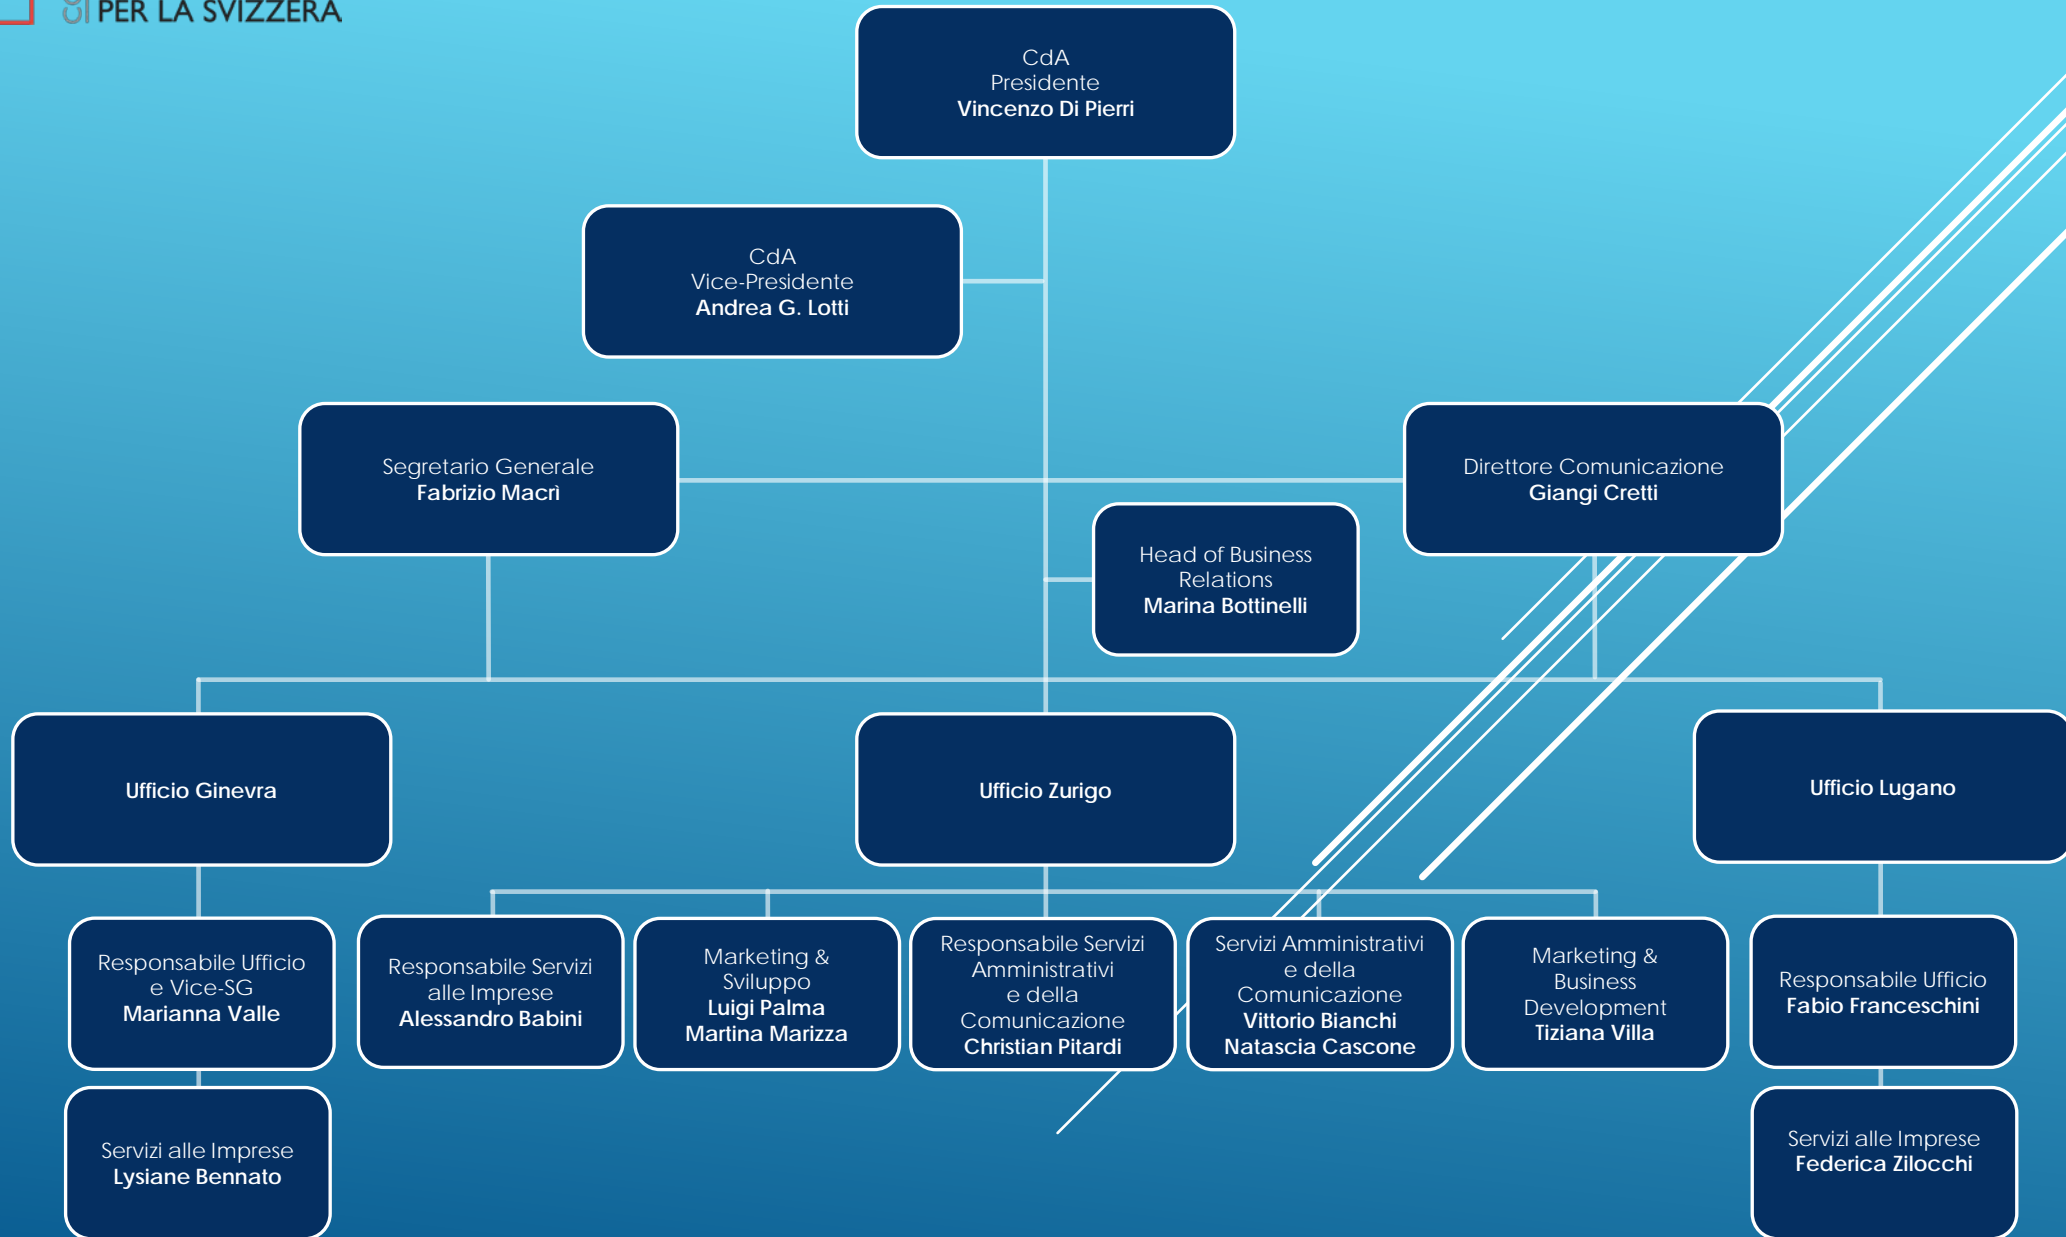 PER LA SVIZZERA
CdA
Presidente
Vincenzo Di Pierri
CdA
Vice-Presidente
Andrea G. Lotti
Segretario Generale
Fabrizio Macrì
Direttore Comunicazione
Giangi Cretti
Head of Business
Relations
Marina Bottinelli
Ufficio Ginevra
Ufficio Zurigo
Ufficio Lugano
Responsabile Ufficio
e Vice-SG
Marianna Valle
Responsabile Servizi
alle Imprese
Alessandro Babini
Marketing &
Sviluppo
Luigi Palma
Martina Marizza
Responsabile Servizi
Amministrativi
e della
Comunicazione
Christian Pitardi
Servizi Amministrativi
e della
Comunicazione
Vittorio Bianchi
Natascia Cascone
Marketing &
Business
Development
Tiziana Villa
Responsabile Ufficio
Fabio Franceschini
Servizi alle Imprese
Lysiane Bennato
Servizi alle Imprese
Federica Zilocchi